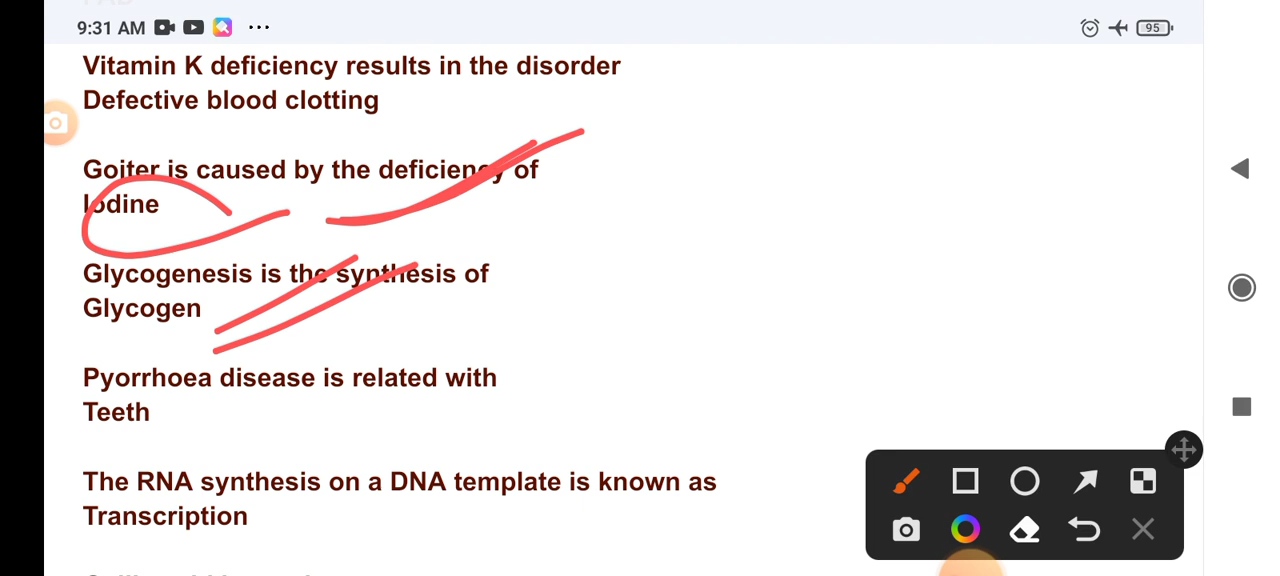 9:31 AM
95
Vitamin K deficiency results in the disorder
Defective blood clotting
Goiter is caused by the deficiency of
Iodine
Glycogenesis is the synthesis of
Glycogen
Pyorrhoea disease is related with
Teeth
The RNA synthesis on a DNA template is known as
Transcription